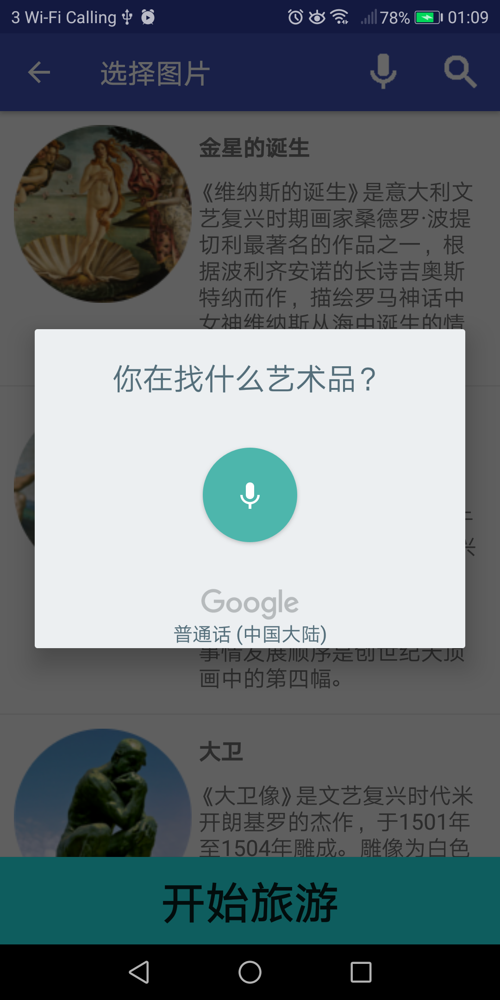 3 Wi-Fi Calling 78% 01:09
选择图片
金星的诞生
《维纳斯的诞生》是意大利文
艺复兴时期画家桑德罗·波提
切利最著名的作品之一，根
据波利齐安诺的长诗吉奥斯
特纳而作，描绘罗马神话中
女神维纳斯从海中诞生的情
你在找什么艺术品？
兴
Google
普通话 (中国大陆)
事情发展顺序是创世纪天顶
画中的第四幅。
大卫
《大卫像》是文艺复兴时代米
开朗基罗的杰作，于1501年
至1504年雕成。雕像为白色
开始旅游